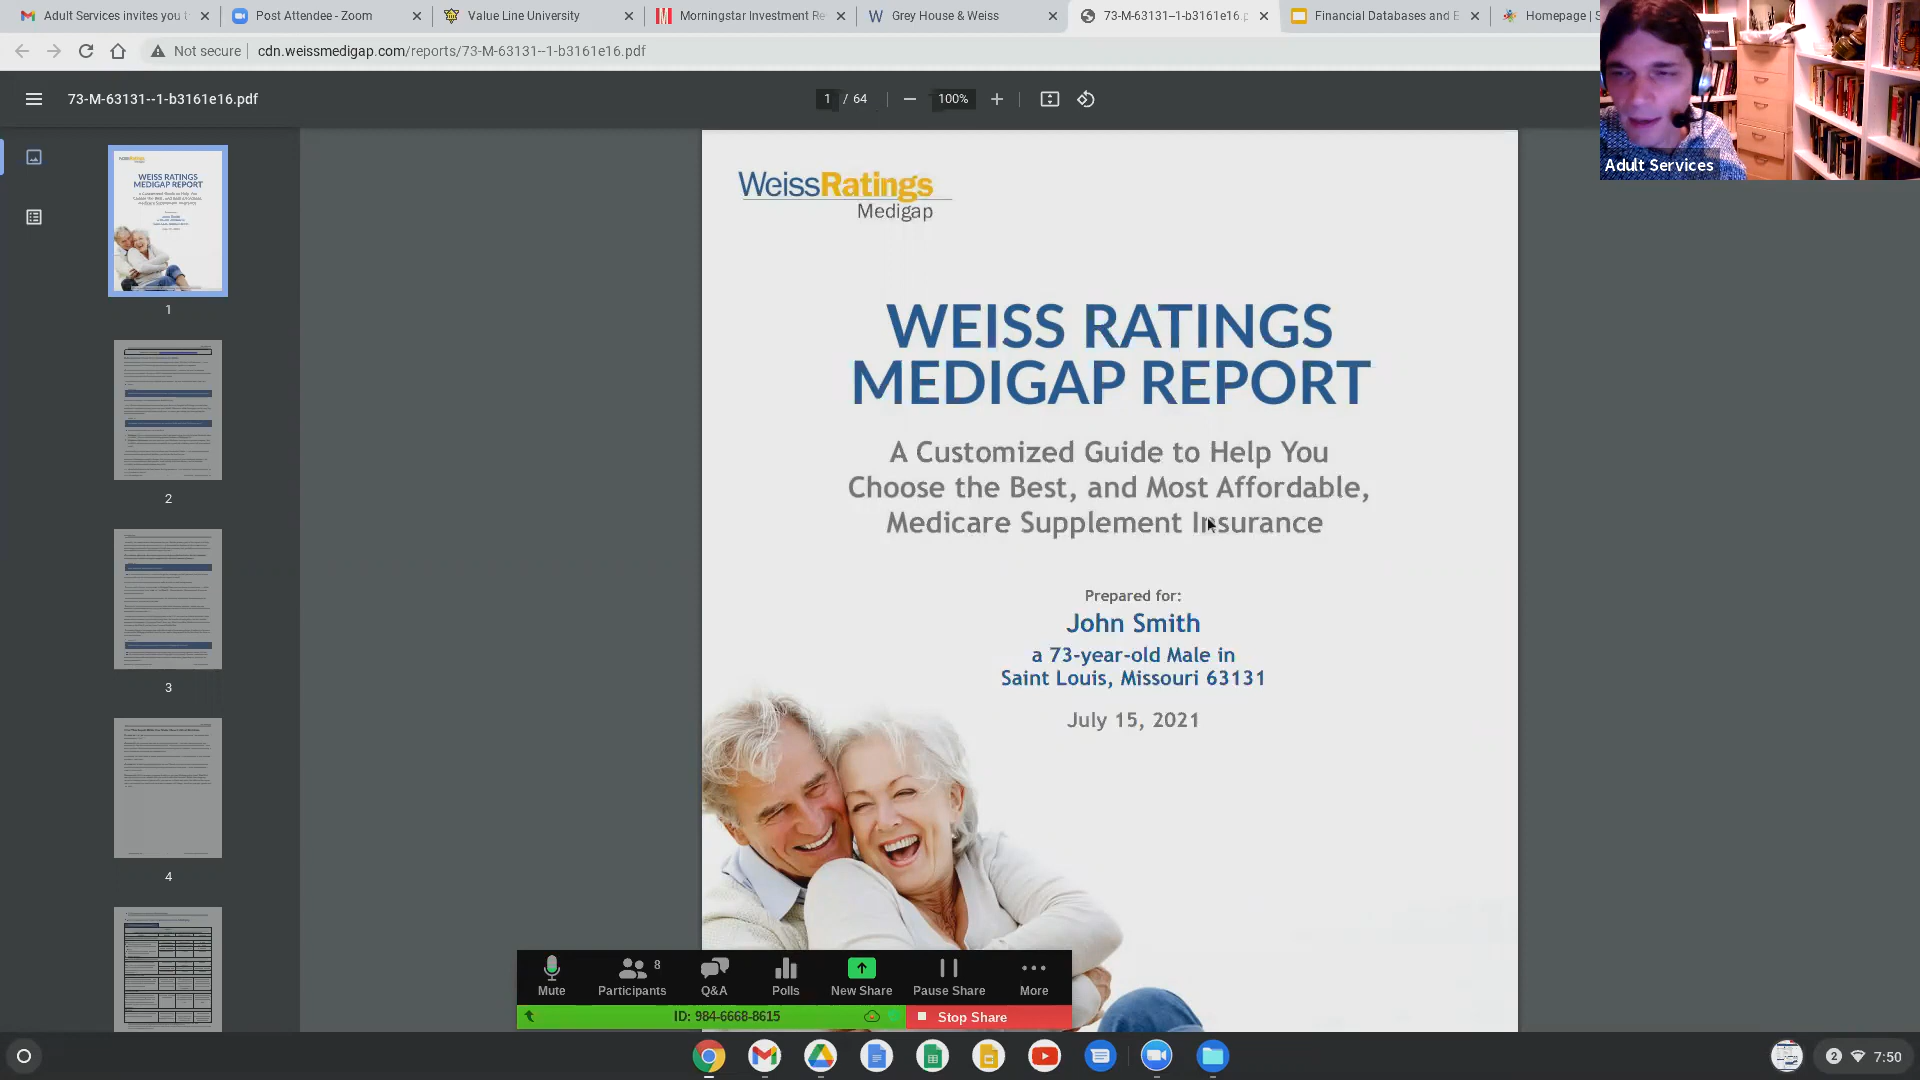 Adult Services invites you t
Post Attendee - Zoom
Value Line University
Morningstar Investment Re
Grey House & Weiss
73-M-63131--1-b3161e16.p
Financial Databases and E
Homepage | S
Not secure
cdn.weissmedigap.com/reports/73-M-63131--1-b3161e16.pdf
73-M-63131--1-b3161e16.pdf
1 / 64
100%
Adult Services
WeissRatings
Medigap
WEISS RATINGS
MEDIGAP REPORT
A Customized Guide to Help You
Choose the Best, and Most Affordable,
Medicare Supplement Insurance
Prepared for:
John Smith
a 73-year-old Male in
Saint Louis, Missouri 63131
July 15, 2021
WEISS RATINGS
MEDIGAP REPORT
1
2
3
4
Mute
Participants
8
Q&A
Polls
New Share
Pause Share
More
ID: 984-6668-8615
Stop Share
2
7:50